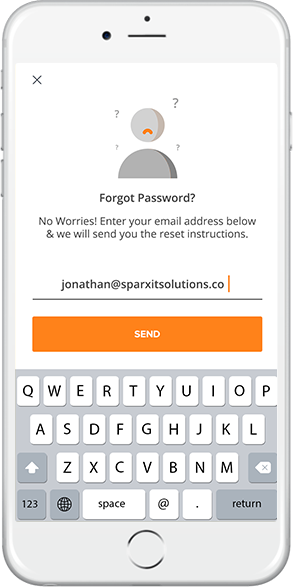 ?
?
? ?
Forgot Password?
No Worries! Enter your email address below
& we will send you the reset instructions.
jonathan@sparxitsolutions.co
SEND
Q W E R T Y U I O P
A S D F G H J K L
Z X C V B N M
123 space @ . return